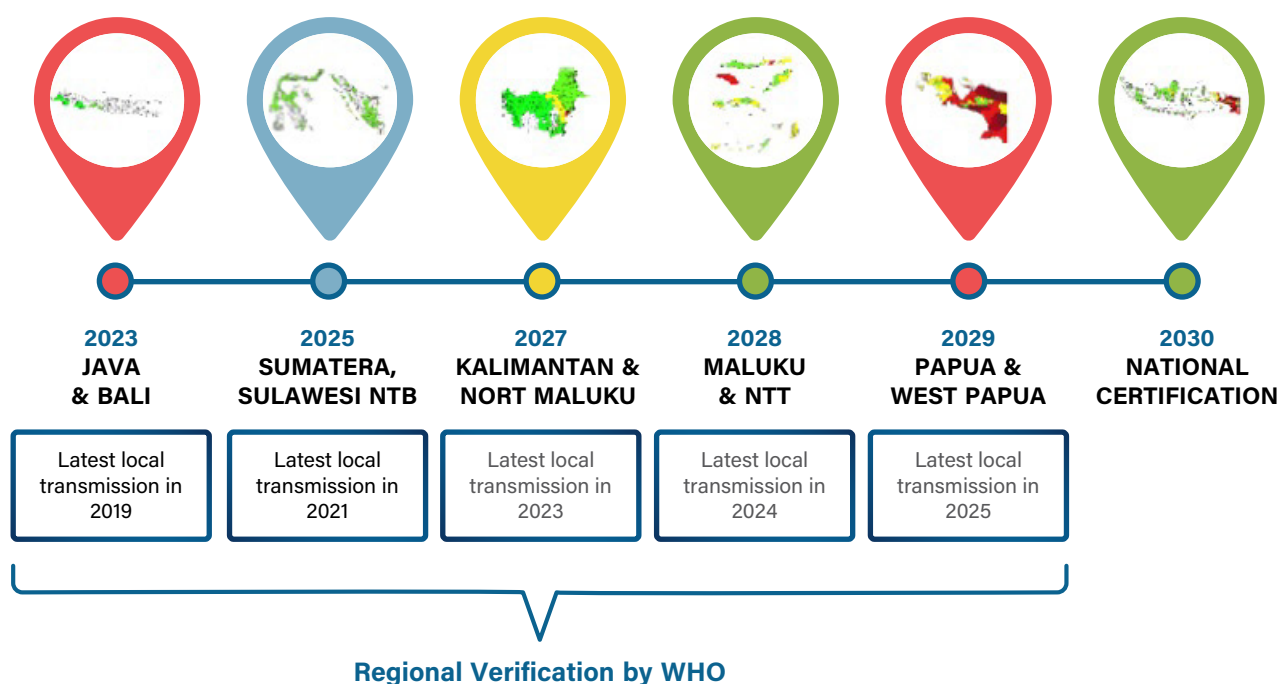 2023
JAVA
& BALI
2025
SUMATERA,
SULAWESI NTB
2027
KALIMANTAN &
NORT MALUKU
2028
MALUKU
& NTT
2029
PAPUA &
WEST PAPUA
2030
NATIONAL
CERTIFICATION
Latest local
transmission in
2019
Latest local
transmission in
2021
Latest local
transmission in
2023
Latest local
transmission in
2024
Latest local
transmission in
2025
Regional Verification by WHO